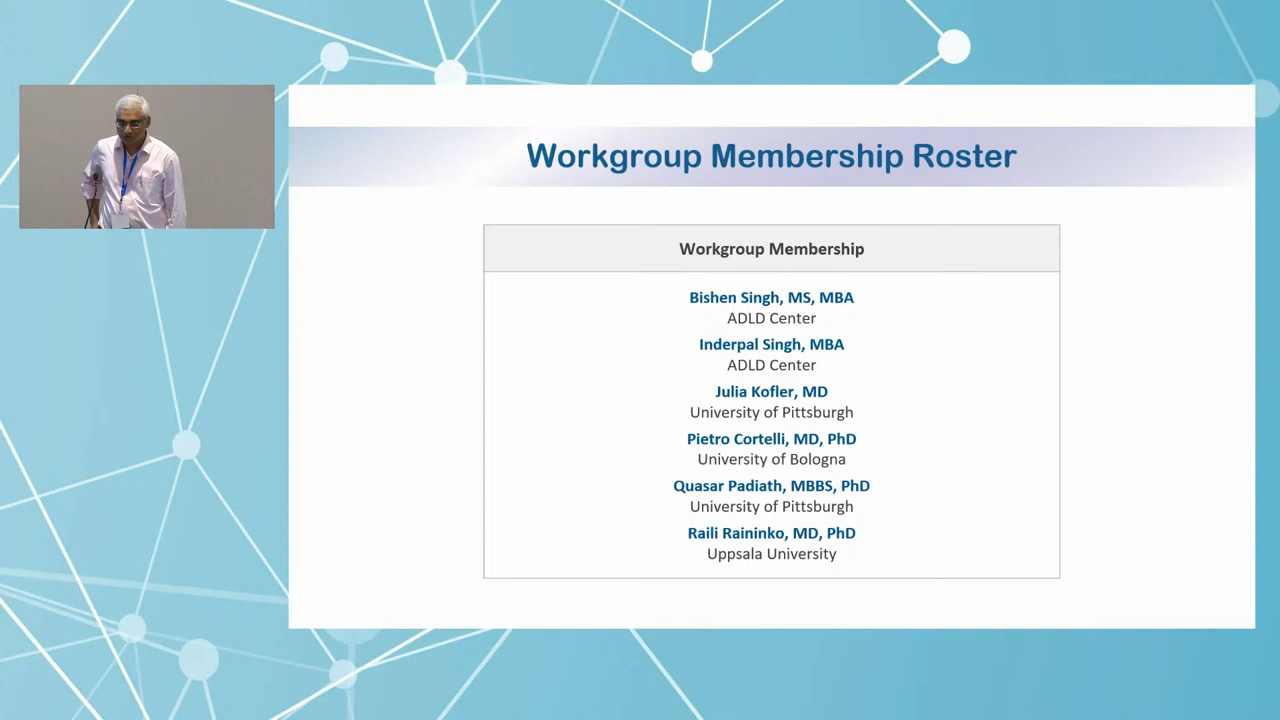 Workgroup Membership Roster
Workgroup Membership
Bishen Singh, MS, MBA
ADLD Center
Inderpal Singh, MBA
ADLD Center
Julia Kofler, MD
University of Pittsburgh
Pietro Cortelli, MD, PhD
University of Bologna
Quasar Padiath, MBBS, PhD
University of Pittsburgh
Raili Raininko, MD, PhD
Uppsala University